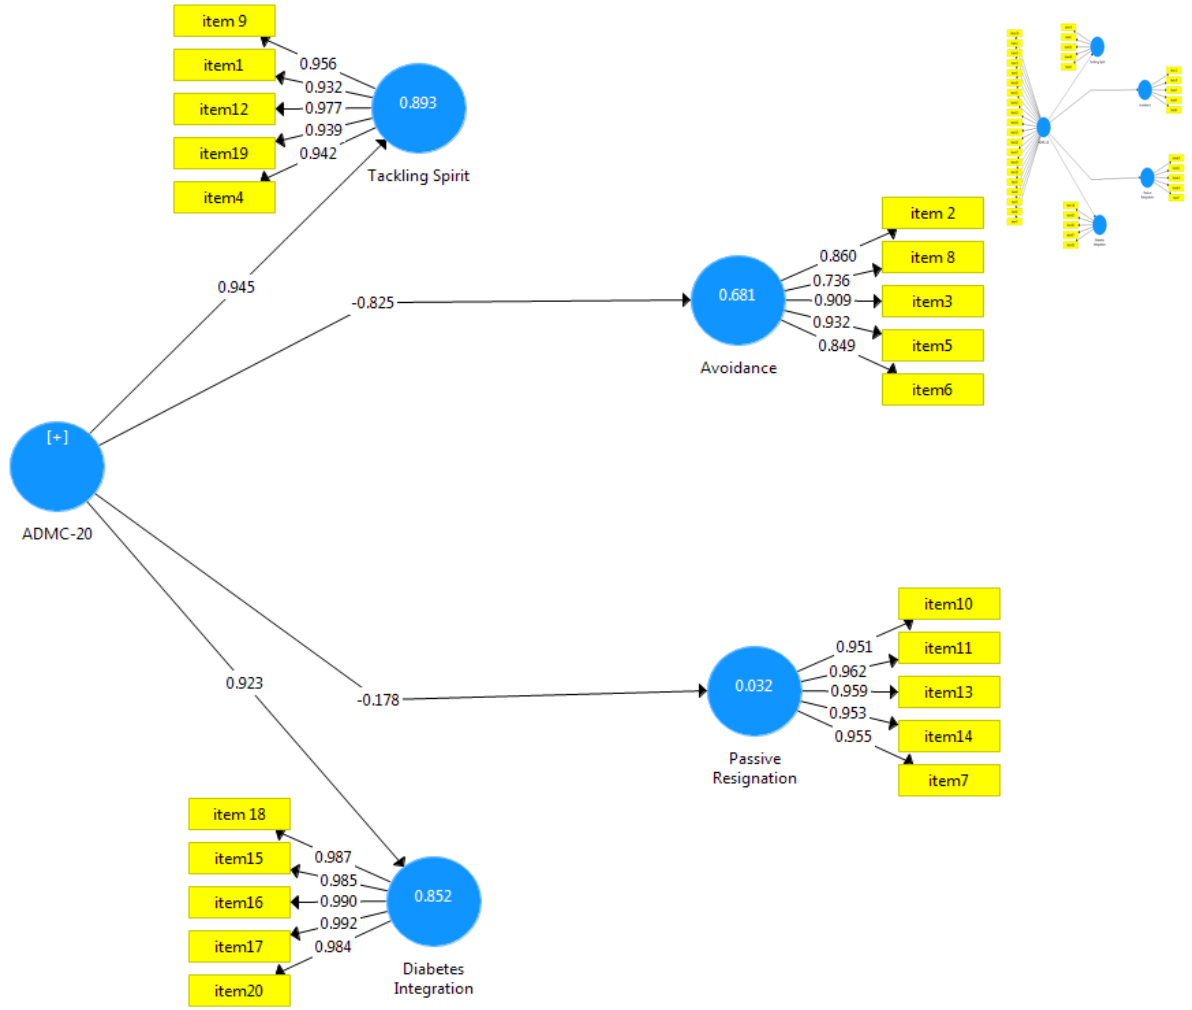 item 9
item1
item12
item19
item4
0.956
0.932
0.977
0.939
0.942
0.893
Tackling Spirit
0.945
-0.825
0.681
Avoidance
0.860
0.736
0.909
0.932
0.849
item 2
item 8
item3
item5
item6
[+]
ADMC-20
0.923
-0.178
0.032
Passive
Resignation
0.951
0.962
0.959
0.953
0.955
item10
item11
item13
item14
item7
item 18
item15
item16
item17
item20
0.987
0.985
0.990
0.992
0.984
0.852
Diabetes
Integration